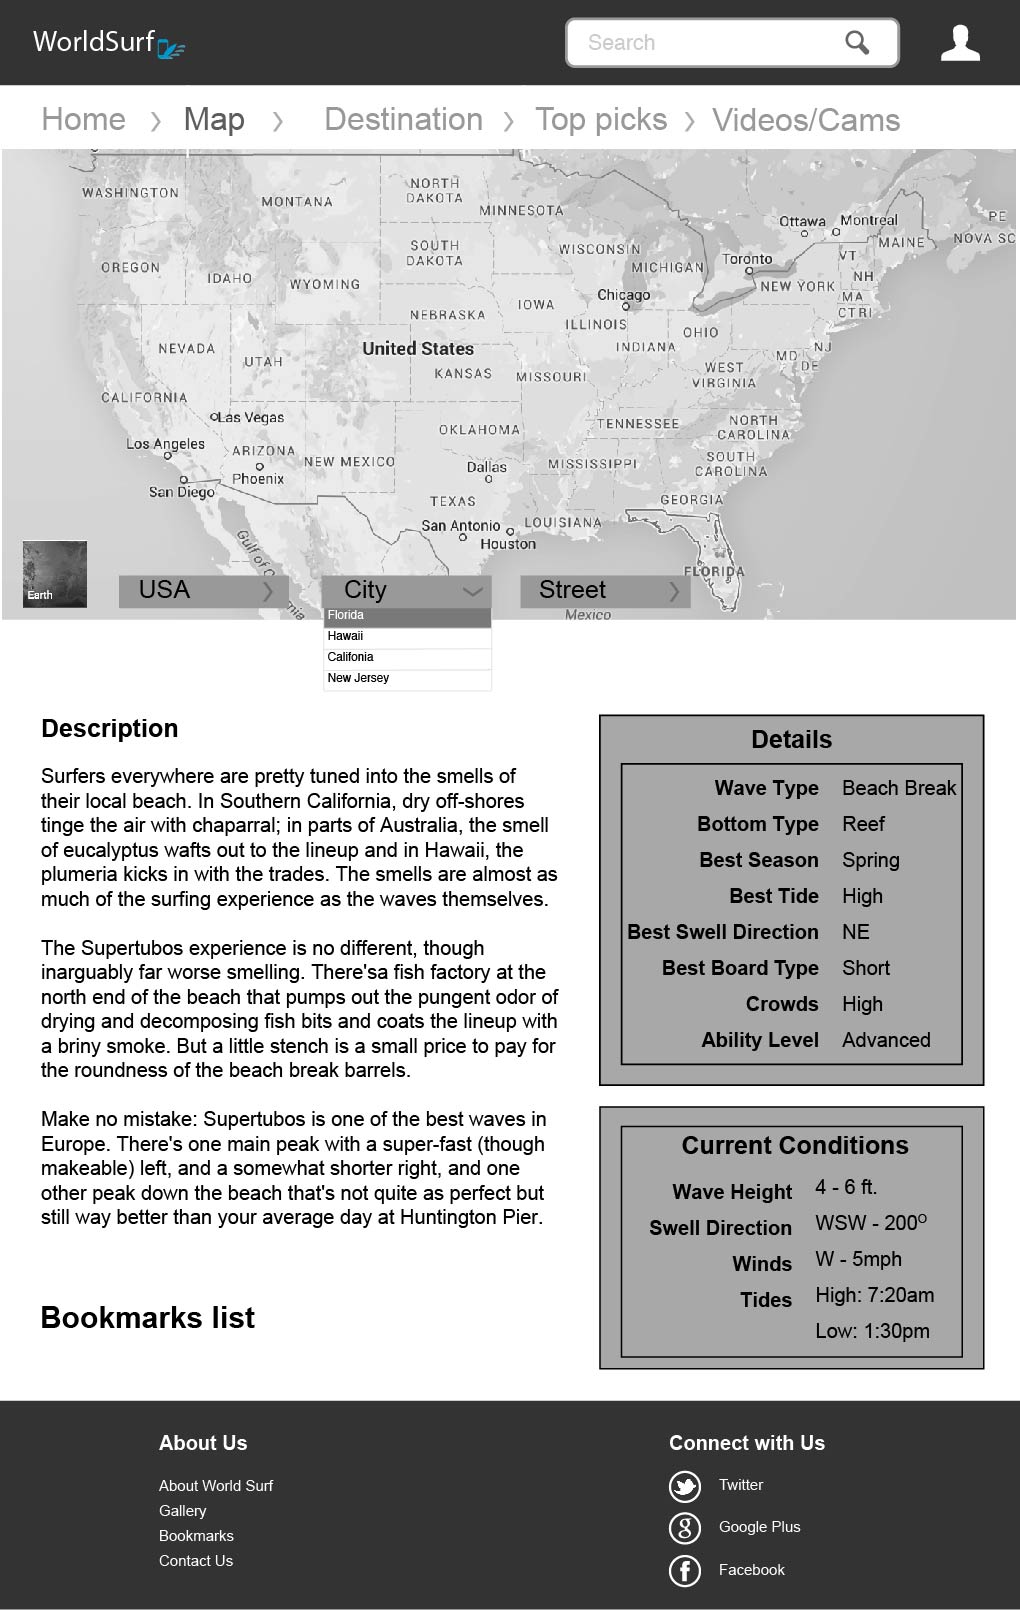 WorldSurf
Search
Home
Map
Destination
Top picks
Videos/Cams
WASHINGTON
MONTANA
NORTH
DAKOTA
MINNESOTA
Ottawa
Montreal
PE
MAINE
NOVA SC
OREGON
IDAHO
WYOMING
SOUTH
DAKOTA
WISCONSIN
MICHIGAN
Toronto
VT
NH
NEW YORK
MA
CTRI
Chicago
IOWA
NEBRASKA
ILLINOIS
INDIANA
OHIO
NEVADA
UTAH
United States
KANSAS
MISSOURI
WEST
VIRGINIA
MD
NJ
DE
CALIFORNIA
Las Vegas
Los Angeles
ARIZONA
Phoenix
San Diego
NEW MEXICO
OKLAHOMA
Dallas
TENNESSEE
MISSISSIPPI
NORTH
CAROLINA
SOUTH
CAROLINA
TEXAS
San Antonio
Houston
LOUISIANA
GEORGIA
FLORIDA
Gulf of C
nia
Mexico
Earth
USA
City
Street
Florida
Hawaii
Califonia
New Jersey
Description
Surfers everywhere are pretty tuned into the smells of
their local beach. In Southern California, dry off-shores
tinge the air with chaparral; in parts of Australia, the smell
of eucalyptus wafts out to the lineup and in Hawaii, the
plumeria kicks in with the trades. The smells are almost as
much of the surfing experience as the waves themselves.
The Supertubos experience is no different, though
inarguably far worse smelling. There'sa fish factory at the
north end of the beach that pumps out the pungent odor of
drying and decomposing fish bits and coats the lineup with
a briny smoke. But a little stench is a small price to pay for
the roundness of the beach break barrels.
Make no mistake: Supertubos is one of the best waves in
Europe. There's one main peak with a super-fast (though
makeable) left, and a somewhat shorter right, and one
other peak down the beach that's not quite as perfect but
still way better than your average day at Huntington Pier.
Bookmarks list
Details
Wave Type Beach Break
Bottom Type Reef
Best Season Spring
Best Tide High
Best Swell Direction NE
Best Board Type Short
Crowds High
Ability Level Advanced
Current Conditions
Wave Height 4 - 6 ft.
Swell Direction WSW - 200º
Winds W - 5mph
Tides High: 7:20am
Low: 1:30pm
About Us
About World Surf
Gallery
Bookmarks
Contact Us
Connect with Us
Twitter
Google Plus
Facebook